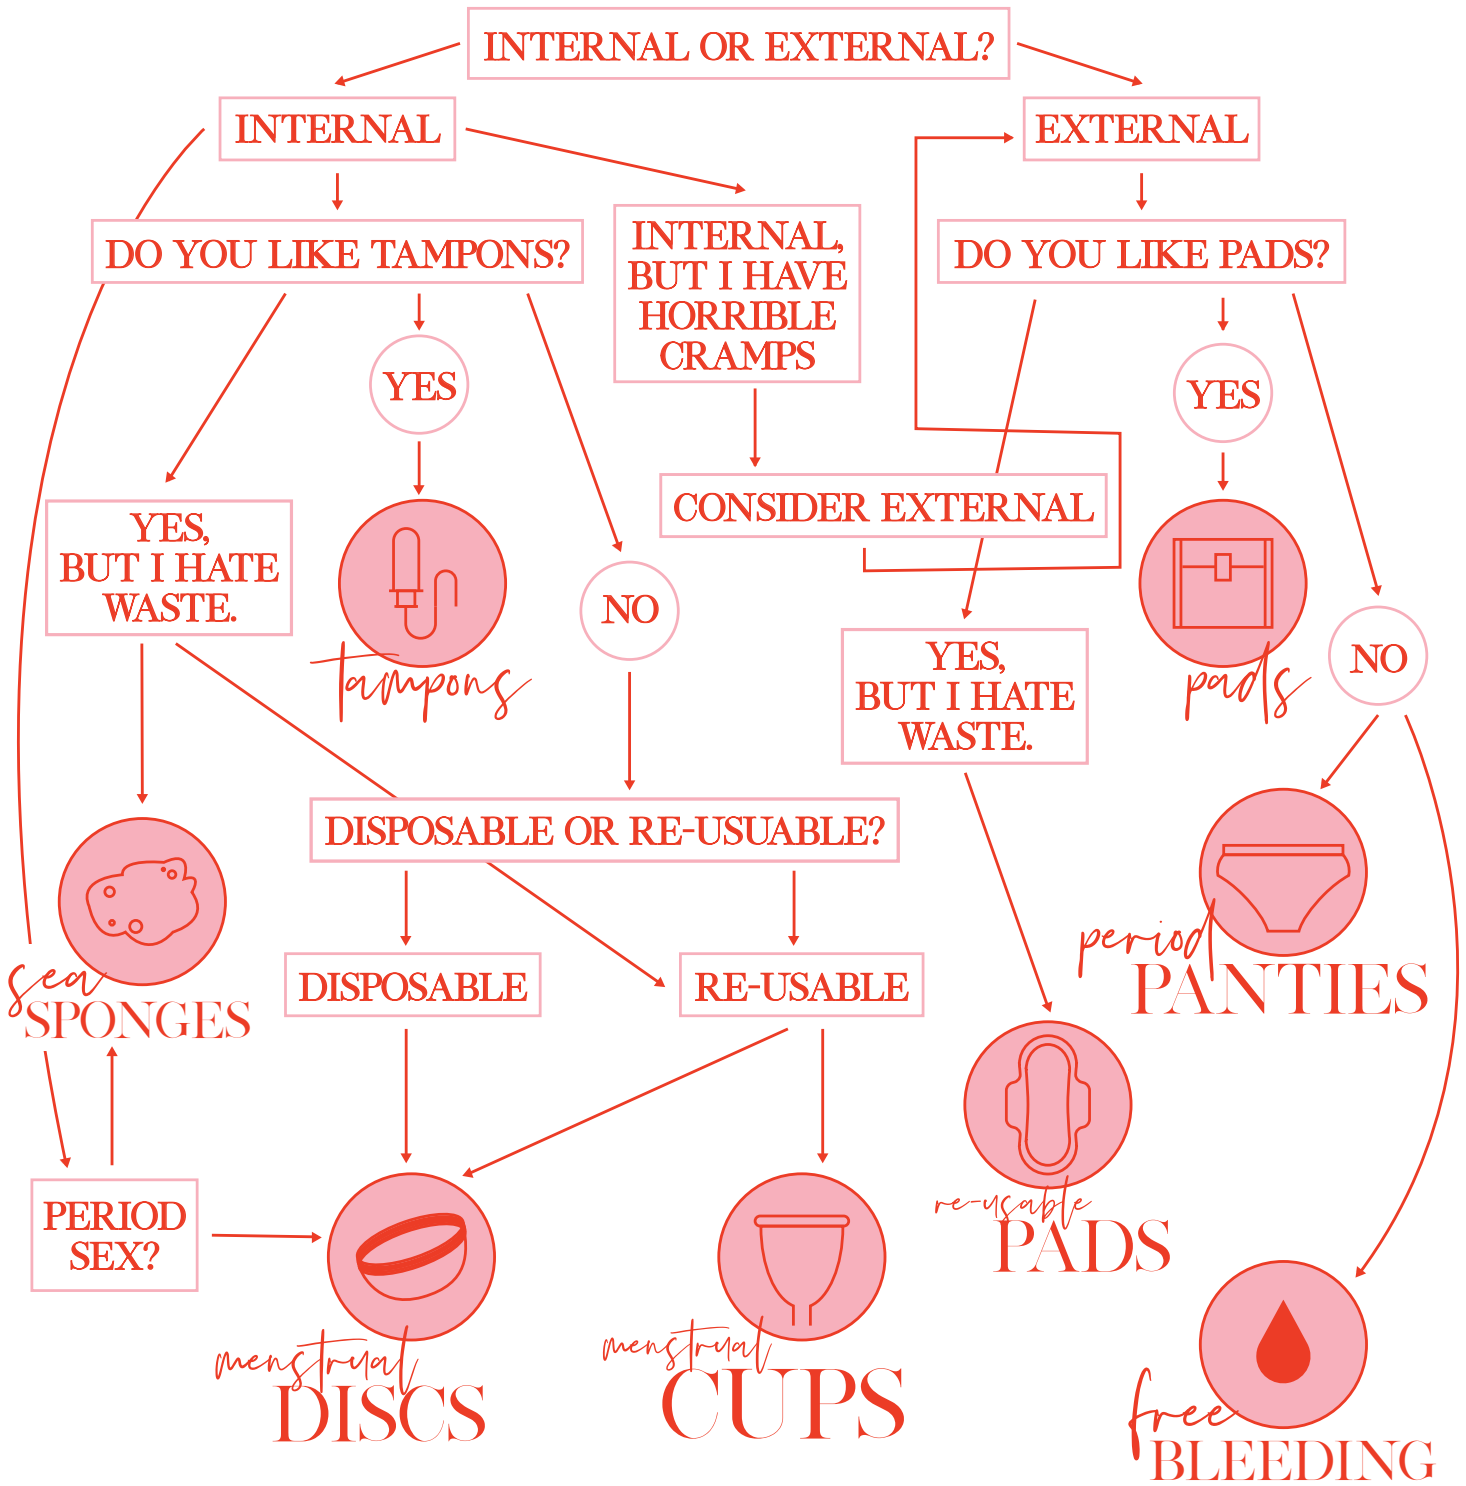 INTERNAL OR EXTERNAL?
INTERNAL
EXTERNAL
DO YOU LIKE TAMPONS?
INTERNAL,
BUT I HAVE
HORRIBLE
CRAMPS
DO YOU LIKE PADS?
YES
YES
CONSIDER EXTERNAL
YES,
BUT I HATE
WASTE.
NO
tampons
YES,
BUT I HATE
WASTE.
pads
NO
DISPOSABLE OR RE-USUABLE?
sea
SPONGES
DISPOSABLE
RE-USABLE
period
PANTIES
PERIOD
SEX?
re-usable
PADS
menstrual
DISCS
menstrual
CUPS
free
BLEEDING